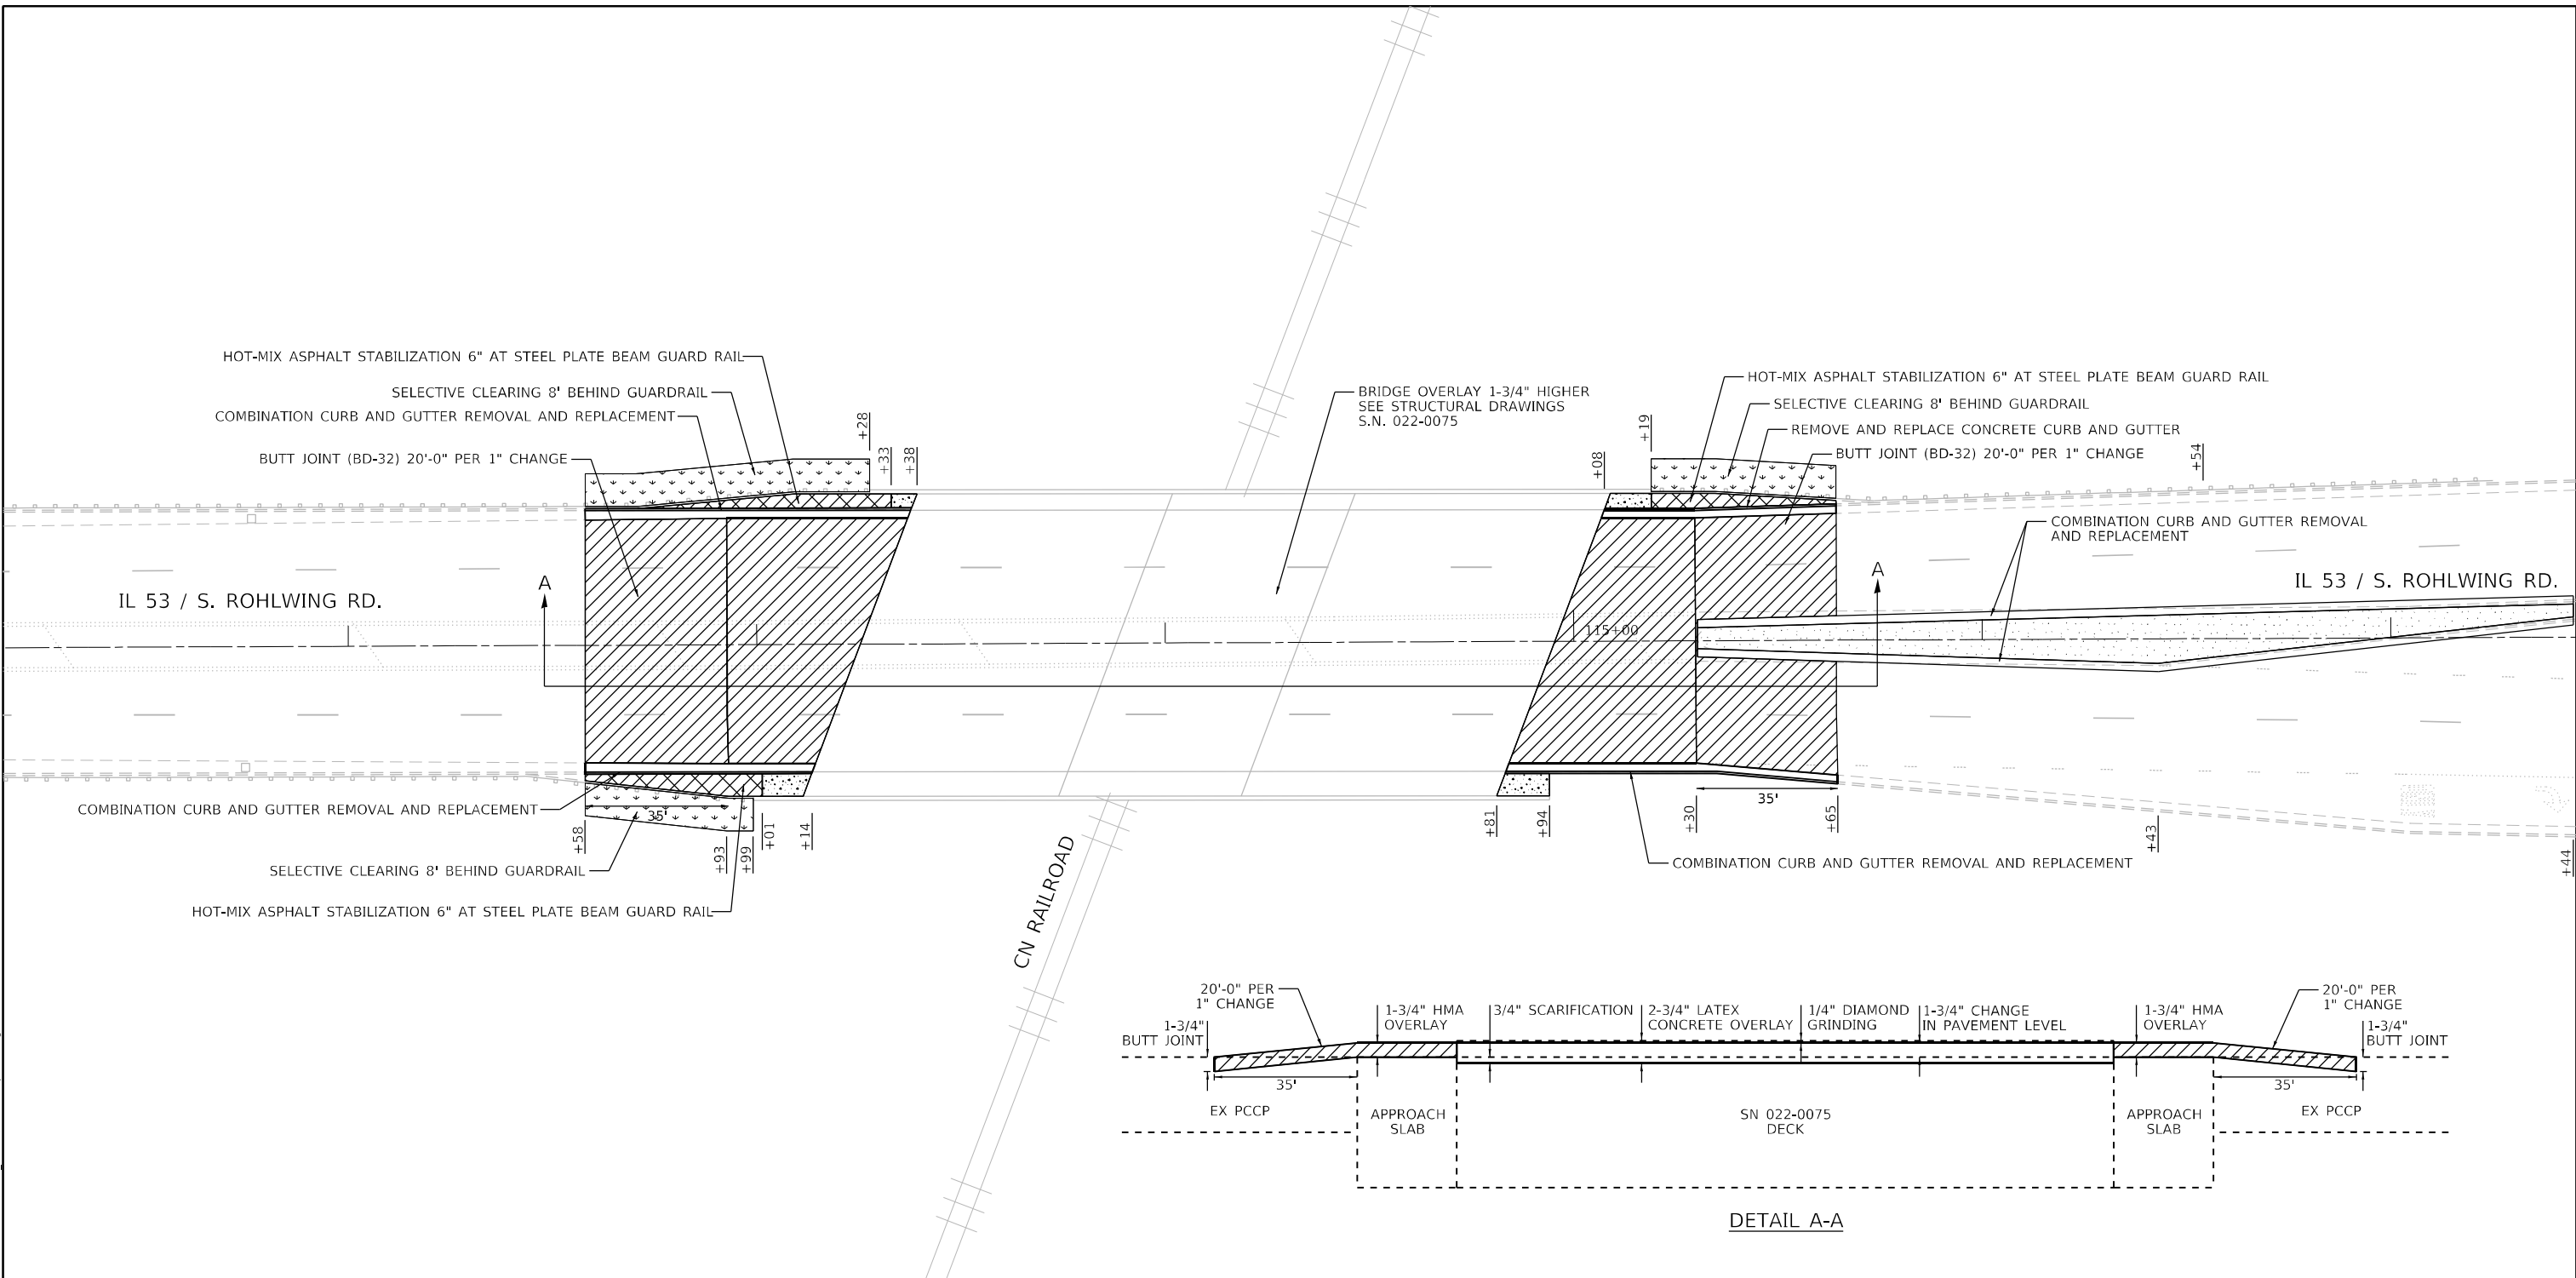 HOT-MIX ASPHALT STABILIZATION 6" AT STEEL PLATE BEAM GUARD RAIL
SELECTIVE CLEARING 8' BEHIND GUARDRAIL
COMBINATION CURB AND GUTTER REMOVAL AND REPLACEMENT
BUTT JOINT (BD-32) 20'-0" PER 1" CHANGE
+28
+33
+38
BRIDGE OVERLAY 1-3/4" HIGHER
SEE STRUCTURAL DRAWINGS
S.N. 022-0075
+08
+19
HOT-MIX ASPHALT STABILIZATION 6" AT STEEL PLATE BEAM GUARD RAIL
SELECTIVE CLEARING 8' BEHIND GUARDRAIL
REMOVE AND REPLACE CONCRETE CURB AND GUTTER
BUTT JOINT (BD-32) 20'-0" PER 1" CHANGE
+54
COMBINATION CURB AND GUTTER REMOVAL
AND REPLACEMENT
IL 53 / S. ROHLWING RD.
A
115+00
A
IL 53 / S. ROHLWING RD.
COMBINATION CURB AND GUTTER REMOVAL AND REPLACEMENT
35'
+58
+93
+99
+01
+14
SELECTIVE CLEARING 8' BEHIND GUARDRAIL
HOT-MIX ASPHALT STABILIZATION 6" AT STEEL PLATE BEAM GUARD RAIL
CN RAILROAD
+81
+94
+30
35'
+65
+43
+44
COMBINATION CURB AND GUTTER REMOVAL AND REPLACEMENT
20'-0" PER
1" CHANGE
1-3/4"
BUTT JOINT
1-3/4" HMA
OVERLAY
3/4" SCARIFICATION
2-3/4" LATEX
CONCRETE OVERLAY
1/4" DIAMOND
GRINDING
1-3/4" CHANGE
IN PAVEMENT LEVEL
1-3/4" HMA
OVERLAY
20'-0" PER
1" CHANGE
1-3/4"
BUTT JOINT
35'
35'
EX PCCP
APPROACH
SLAB
SN 022-0075
DECK
APPROACH
SLAB
EX PCCP
DETAIL A-A